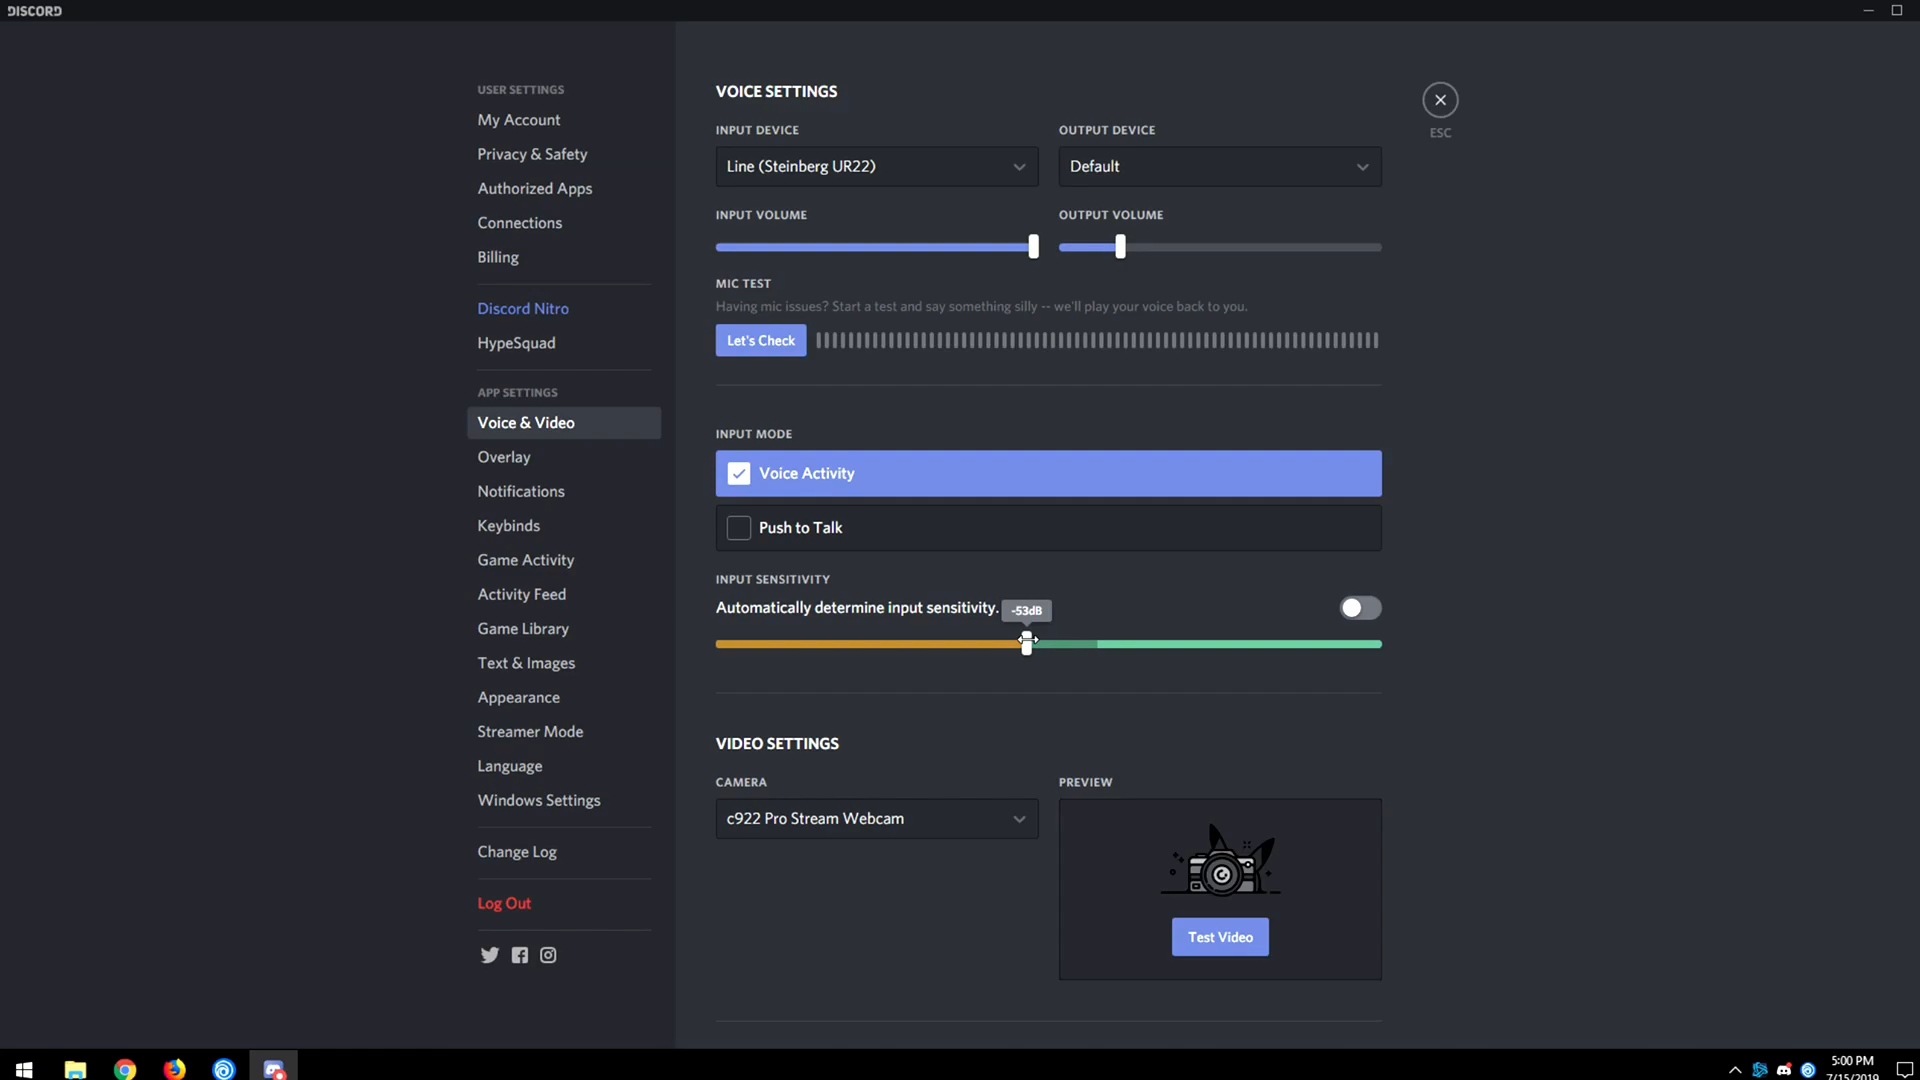 DISCORD
USER SETTINGS
My Account
Privacy & Safety
Authorized Apps
Connections
Billing
Discord Nitro
HypeSquad
APP SETTINGS
Voice & Video
Overlay
Notifications
Keybinds
Game Activity
Activity Feed
Game Library
Text & Images
Appearance
Streamer Mode
Language
Windows Settings
Change Log
Log Out
VOICE SETTINGS
INPUT DEVICE
Line (Steinberg UR22)
OUTPUT DEVICE
Default
INPUT VOLUME
OUTPUT VOLUME
MIC TEST
Having mic issues? Start a test and say something silly -- we'll play your voice back to you.
Let's Check
INPUT MODE
Voice Activity
Push to Talk
INPUT SENSITIVITY
Automatically determine input sensitivity.
-53dB
VIDEO SETTINGS
CAMERA
c922 Pro Stream Webcam
PREVIEW
Test Video
ESC
5:00 PM
7/15/2019